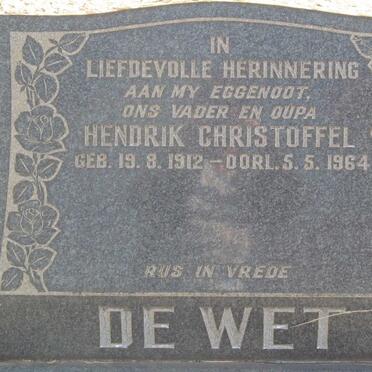 IN
LIEFDEVOLLE HERINNERING
AAN MY EGGENOOT,
ONS VADER EN OUPA
HENDRIK CHRISTOFFEL
GEB. 19.8.1912 — OORL. 5.5.1964
RUS IN VREDE
DE WET